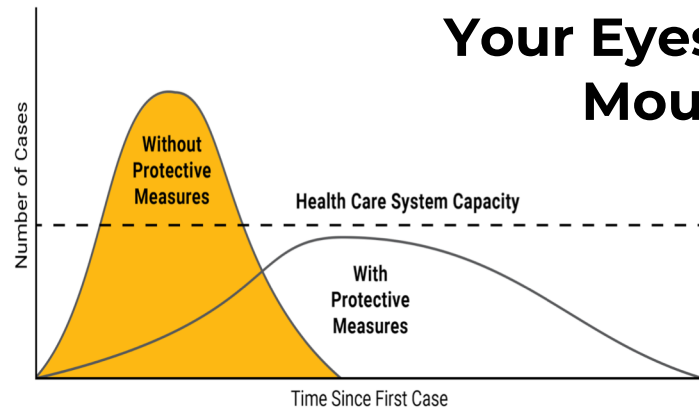 Your Eyes
Mou
Number of Cases
Without
Protective
Measures
Health Care System Capacity
With
Protective
Measures
Time Since First Case